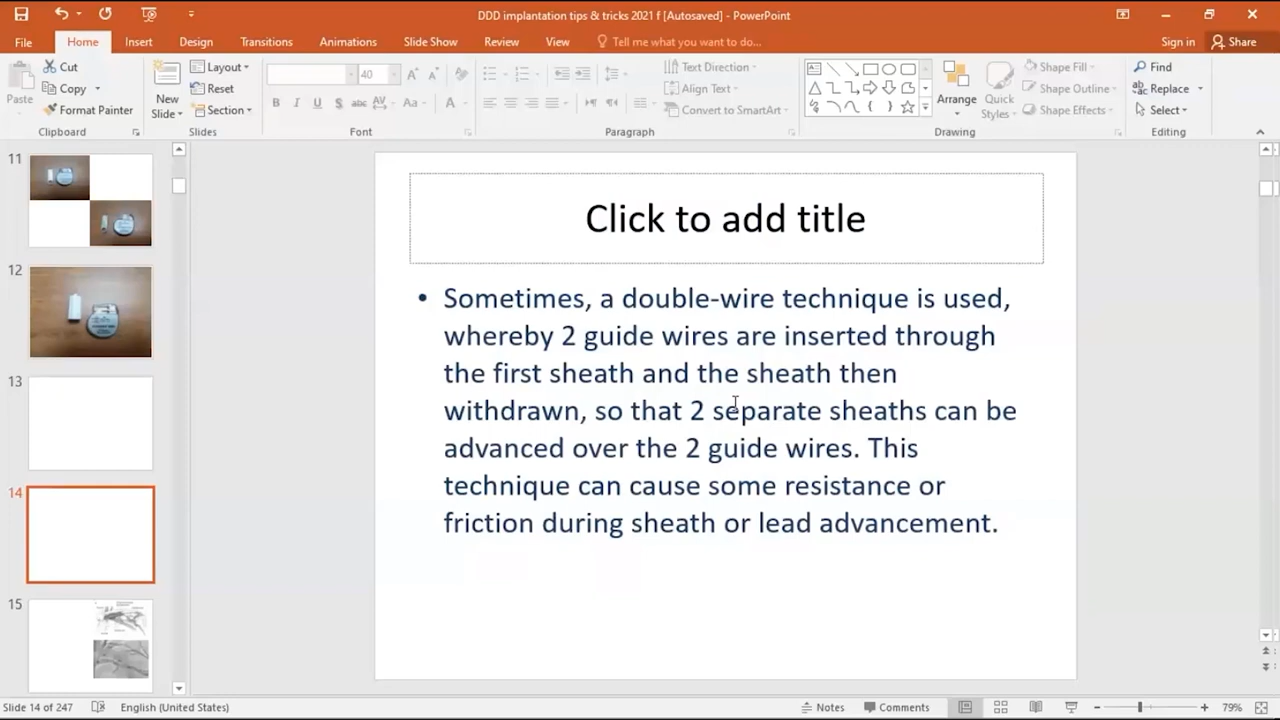 DDD implantation tips & tricks 2021 f [Autosaved] - PowerPoint
File Home Insert Design Transitions Animations Slide Show Review View Tell me what you want to do... Sign in Share
Paste
Cut
Copy
Format Painter
Clipboard
New Slide
Layout
Reset
Section
Slides
40
Font
Text Direction
Align Text
Convert to SmartArt
Paragraph
Arrange
Quick Styles
Shape Fill
Shape Outline
Shape Effects
Drawing
Find
Replace
Select
Editing
11
12
13
14
15
Click to add title
• Sometimes, a double-wire technique is used,
whereby 2 guide wires are inserted through
the first sheath and the sheath then
withdrawn, so that 2 separate sheaths can be
advanced over the 2 guide wires. This
technique can cause some resistance or
friction during sheath or lead advancement.
Slide 14 of 247 English (United States) Notes Comments 79%